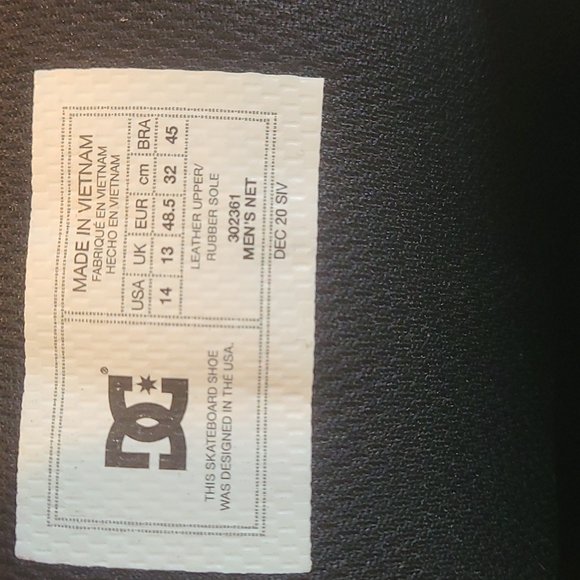 DC®
THIS SKATEBOARD SHOE
WAS DESIGNED IN THE USA.
MADE IN VIETNAM
FABRIQUÉ EN VIETNAM
HECHO EN VIETNAM
USA UK EUR cm BRA
14 13 48.5 32 45
LEATHER UPPER/
RUBBER SOLE
302361
MEN'S NET
DEC 20 SIV